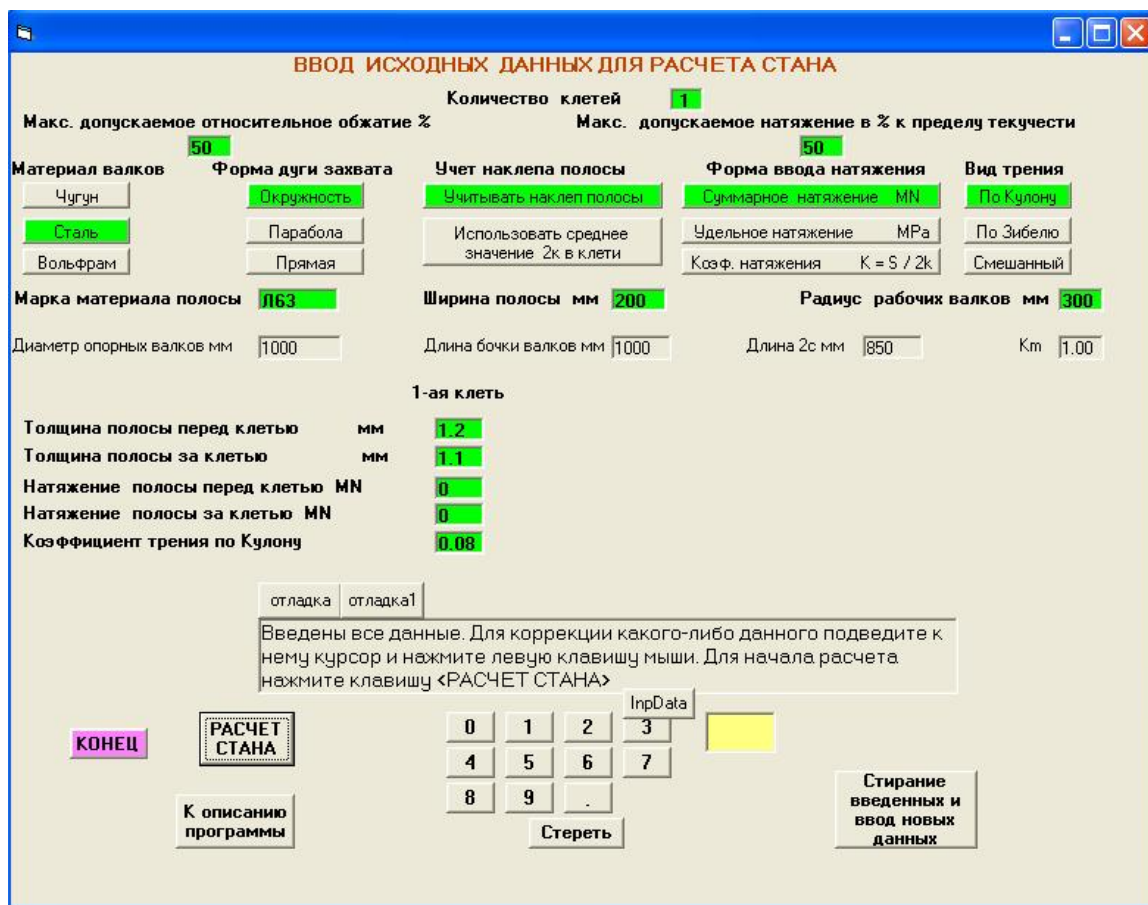 ВВОД ИСХОДНЫХ ДАННЫХ ДЛЯ РАСЧЕТА СТАНА
Количество клетей 1
Макс. допускаемое относительное обжатие % Макс. допускаемое натяжение в % к пределу текучести
50 50
Материал валков Форма дуги захвата Учет наклепа полосы Форма ввода натяжения Вид трения
Чугун Окружность Учитывать наклеп полосы Суммарное натяжение MN По Кулону
Сталь Парабола Использовать среднее Удельное натяжение MPa По Зибелю
значение 2k в клети
Вольфрам Прямая Коэф. натяжения K = S / 2k Смешанный
Марка материала полосы Л63 Ширина полосы мм 200 Радиус рабочих валков мм 300
Диаметр опорных валков мм 1000 Длина бочки валков мм 1000 Длина 2с мм 850 Km 1.00
1-ая клеть
Толщина полосы перед клетью мм 1.2
Толщина полосы за клетью мм 1.1
Натяжение полосы перед клетью MN 0
Натяжение полосы за клетью MN 0
Коэффициент трения по Кулону 0.08
отладка отладка1
Введены все данные. Для коррекции какого-либо данного подведите к
нему курсор и нажмите левую клавишу мыши. Для начала расчета
нажмите клавишу <РАСЧЕТ СТАНА>
InpData
КОНЕЦ РАСЧЕТ СТАНА 0 1 2 3
4 5 6 7
8 9 .
Стереть
К описанию
программы
Стирание
введенных и
ввод новых
данных